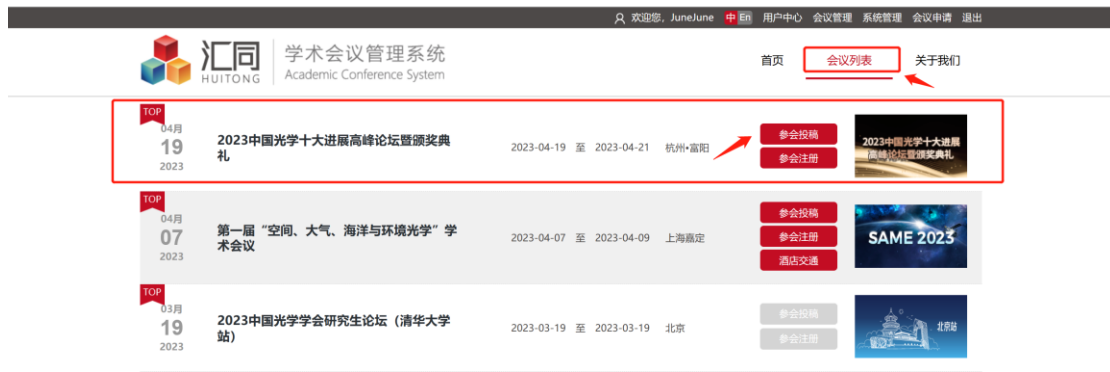 欢迎您, JuneJune 中 En 用户中心 会议管理 系统管理 会议申请 退出
汇同 学术会议管理系统
HUITONG Academic Conference System
首页 会议列表 关于我们
TOP
04月
19
2023
2023中国光学十大进展高峰论坛暨颁奖典
礼
2023-04-19 至 2023-04-21 杭州•富阳
参会投稿
参会注册
2023中国光学十大进展
高峰论坛暨颁奖典礼
TOP
04月
07
2023
第一届“空间、大气、海洋与环境光学”学
术会议
2023-04-07 至 2023-04-09 上海嘉定
参会投稿
参会注册
酒店交通
SAME 2023
TOP
03月
19
2023
2023中国光学学会研究生论坛（清华大学
站）
2023-03-19 至 2023-03-19 北京
参会投稿
参会注册
北京站